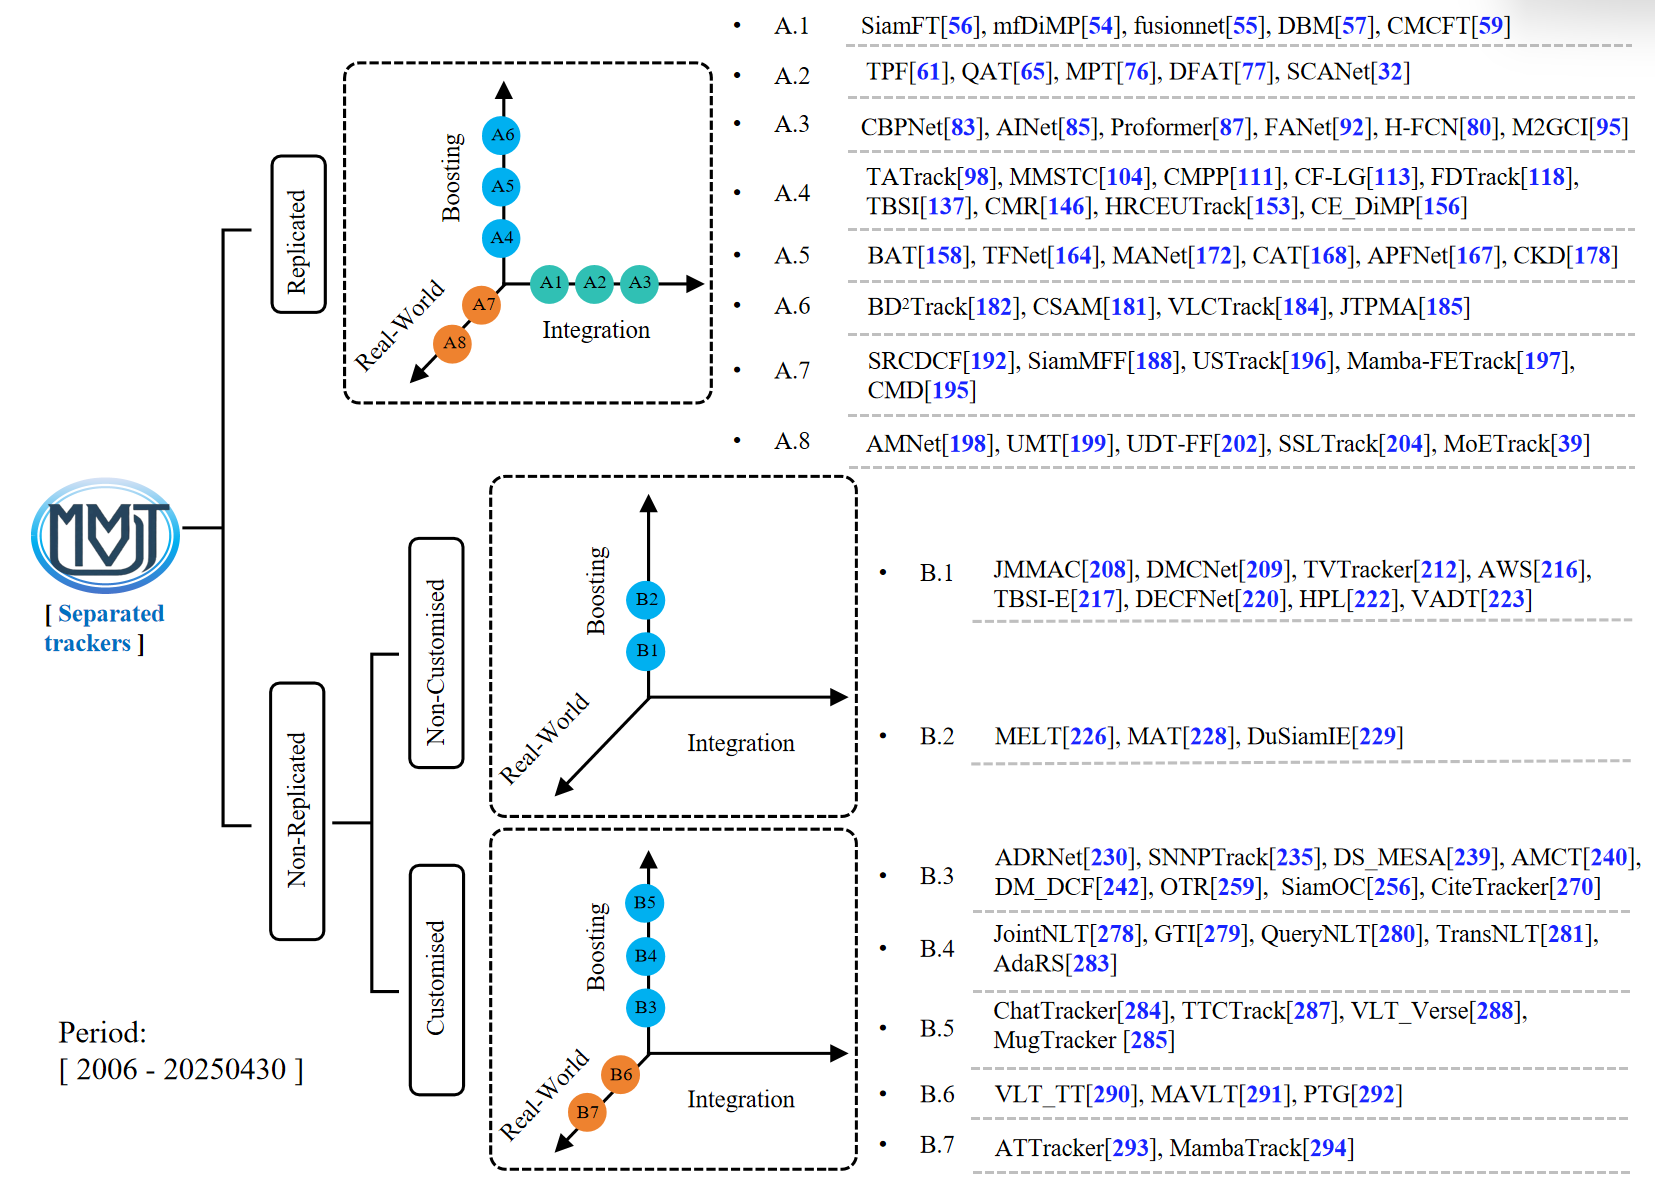 A.1 SiamFT[56], mfDiMP[54], fusionnet[55], DBM[57], CMCFT[59]
A.2 TPF[61], QAT[65], MPT[76], DFAT[77], SCANet[32]
A.3 CBPNet[83], AINet[85], Proformer[87], FANet[92], H-FCN[80], M2GCI[95]
A.4 TATrack[98], MMSTC[104], CMPP[111], CF-LG[113], FDTrack[118],
TBSI[137], CMR[146], HRCEUTrack[153], CE_DiMP[156]
A.5 BAT[158], TFNet[164], MANet[172], CAT[168], APFNet[167], CKD[178]
A.6 BD²Track[182], CSAM[181], VLCTrack[184], JTPMA[185]
A.7 SRCDCF[192], SiamMFF[188], USTrack[196], Mamba-FETrack[197],
CMD[195]
A.8 AMNet[198], UMT[199], UDT-FF[202], SSLTrack[204], MoETrack[39]
Replicated
Boosting
A6
A5
A4
A1 A2 A3
A7
A8
Real-World
Integration
MMT
[ Separated
trackers ]
Non-Replicated
Non-Customised
Boosting
B2
B1
Real-World
Integration
B.1 JMMAC[208], DMCNet[209], TVTracker[212], AWS[216],
TBSI-E[217], DECFNet[220], HPL[222], VADT[223]
B.2 MELT[226], MAT[228], DuSiamIE[229]
Customised
Boosting
B5
B4
B3
B6
B7
Real-World
Integration
B.3 ADRNet[230], SNNPTrack[235], DS_MESA[239], AMCT[240],
DM_DCF[242], OTR[259], SiamOC[256], CiteTracker[270]
B.4 JointNLT[278], GTI[279], QueryNLT[280], TransNLT[281],
AdaRS[283]
B.5 ChatTracker[284], TTCTrack[287], VLT_Verse[288],
MugTracker [285]
B.6 VLT_TT[290], MAVLT[291], PTG[292]
B.7 ATTracker[293], MambaTrack[294]
Period:
[ 2006 - 20250430 ]